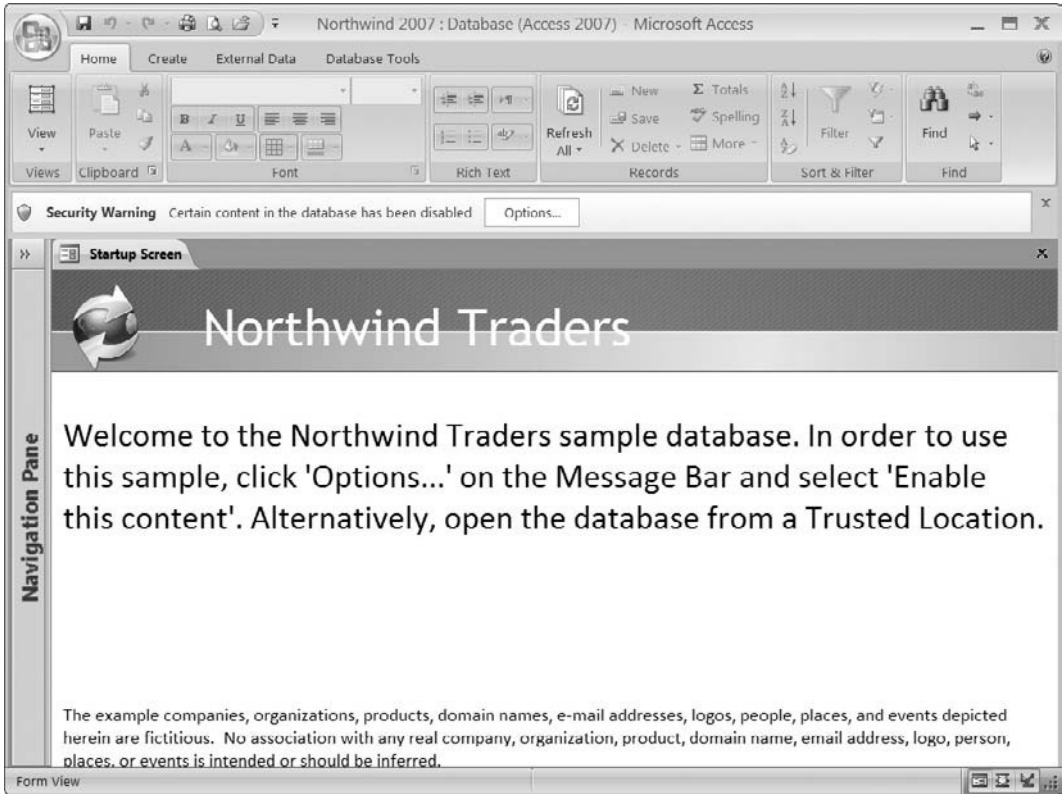 Northwind 2007 : Database (Access 2007) - Microsoft Access
Home Create External Data Database Tools
View
Paste
B I U
A
Refresh
All
New
Save
Delete
Σ Totals
Spelling
More
Filter
Find
Views Clipboard Font Rich Text Records Sort & Filter Find
Security Warning Certain content in the database has been disabled Options...
Startup Screen
Northwind Traders
Navigation Pane
Welcome to the Northwind Traders sample database. In order to use
this sample, click 'Options...' on the Message Bar and select 'Enable
this content'. Alternatively, open the database from a Trusted Location.
The example companies, organizations, products, domain names, e-mail addresses, logos, people, places, and events depicted
herein are fictitious. No association with any real company, organization, product, domain name, email address, logo, person,
places, or events is intended or should be inferred.
Form View